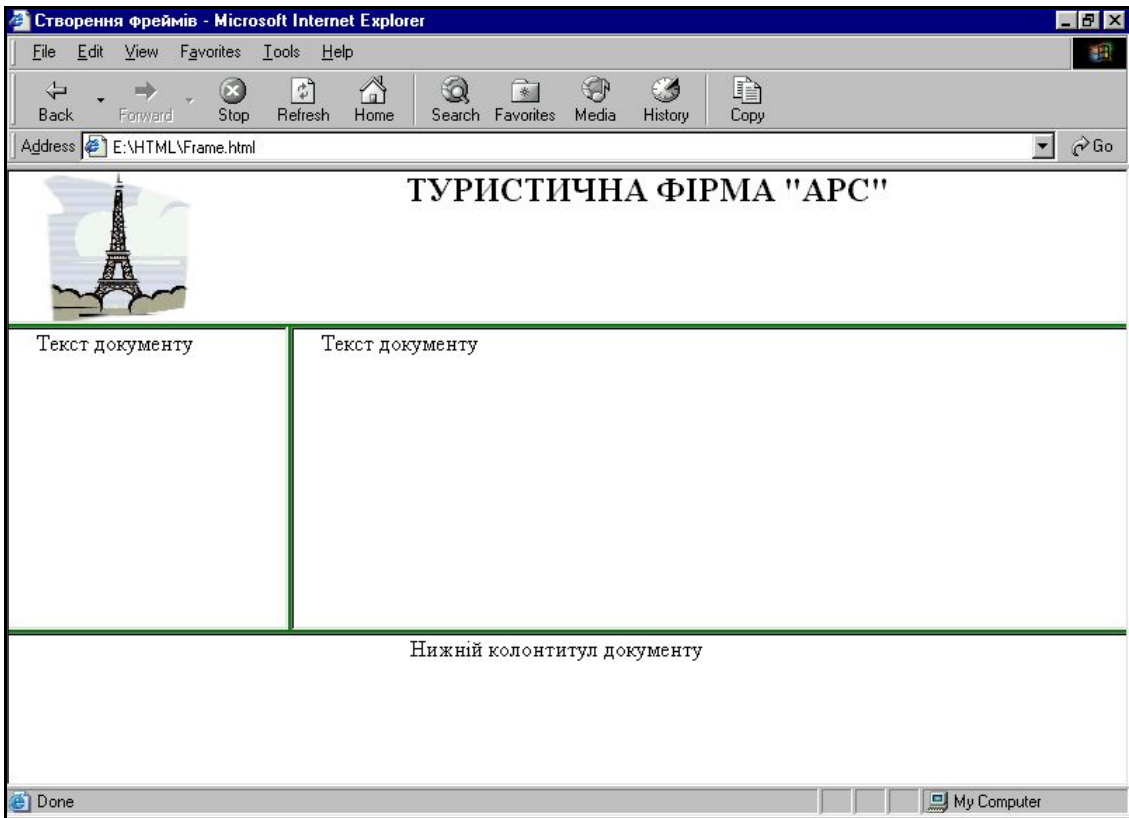 Створення фреймів - Microsoft Internet Explorer
File Edit View Favorites Tools Help
Back Forward Stop Refresh Home Search Favorites Media History Copy
Address E:\HTML\Frame.html Go
ТУРИСТИЧНА ФІРМА "АРС"
Текст документу Текст документу
Нижній колонтитул документу
Done My Computer